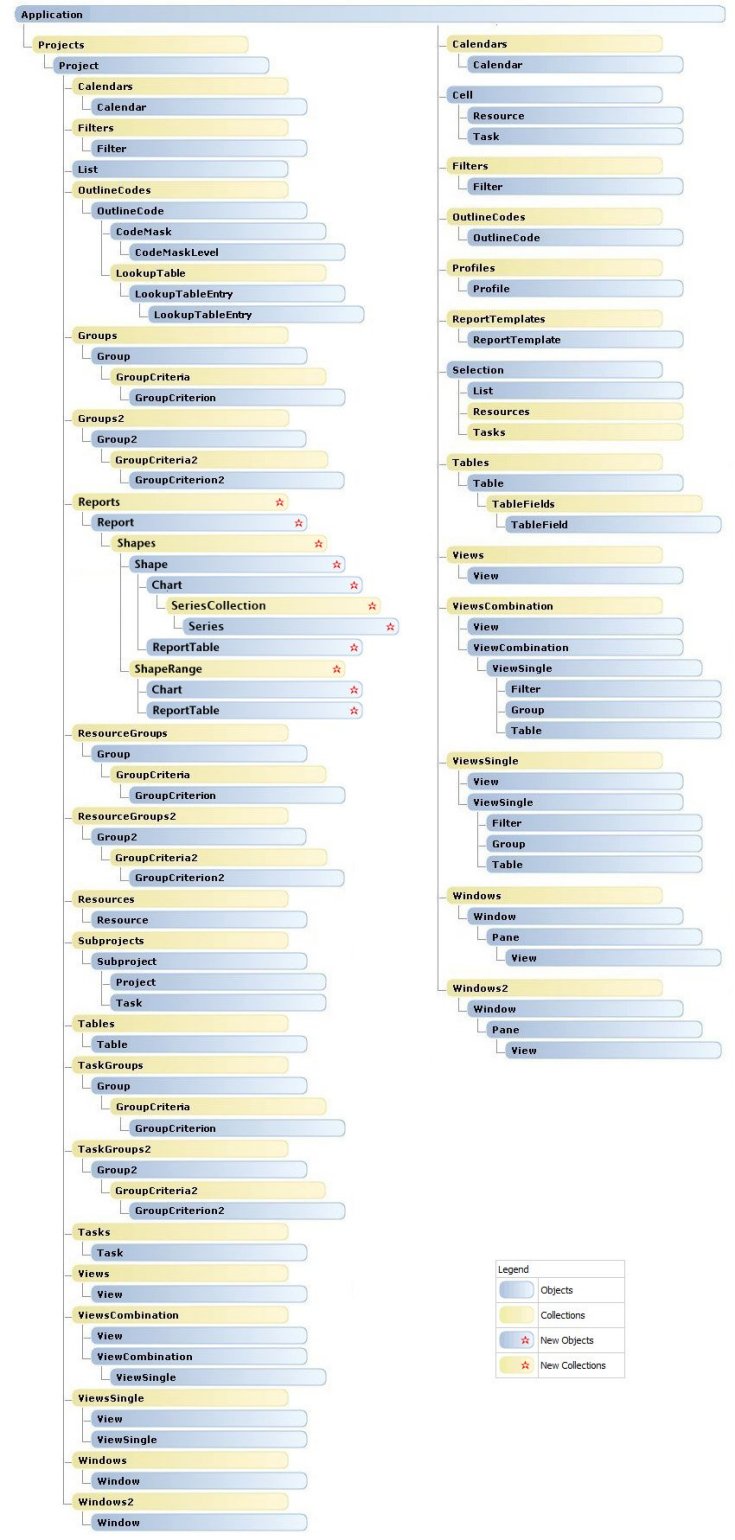 Application
Projects
Project
Calendars
Calendar
Filters
Filter
List
OutlineCodes
OutlineCode
CodeMask
CodeMaskLevel
LookupTable
LookupTableEntry
LookupTableEntry
Groups
Group
GroupCriteria
GroupCriterion
Groups2
Group2
GroupCriteria2
GroupCriterion2
Reports
Report
Shapes
Shape
Chart
SeriesCollection
Series
ReportTable
ShapeRange
Chart
ReportTable
ResourceGroups
Group
GroupCriteria
GroupCriterion
ResourceGroups2
Group2
GroupCriteria2
GroupCriterion2
Resources
Resource
Subprojects
Subproject
Project
Task
Tables
Table
TaskGroups
Group
GroupCriteria
GroupCriterion
TaskGroups2
Group2
GroupCriteria2
GroupCriterion2
Tasks
Task
Views
View
ViewsCombination
View
ViewCombination
ViewSingle
ViewsSingle
View
ViewSingle
Windows
Window
Windows2
Window
Calendars
Calendar
Cell
Resource
Task
Filters
Filter
OutlineCodes
OutlineCode
Profiles
Profile
ReportTemplates
ReportTemplate
Selection
List
Resources
Tasks
Tables
Table
TableFields
TableField
Views
View
ViewsCombination
View
ViewCombination
ViewSingle
Filter
Group
Table
ViewsSingle
View
ViewSingle
Filter
Group
Table
Windows
Window
Pane
View
Windows2
Window
Pane
View
Legend
Objects
Collections
New Objects
New Collections